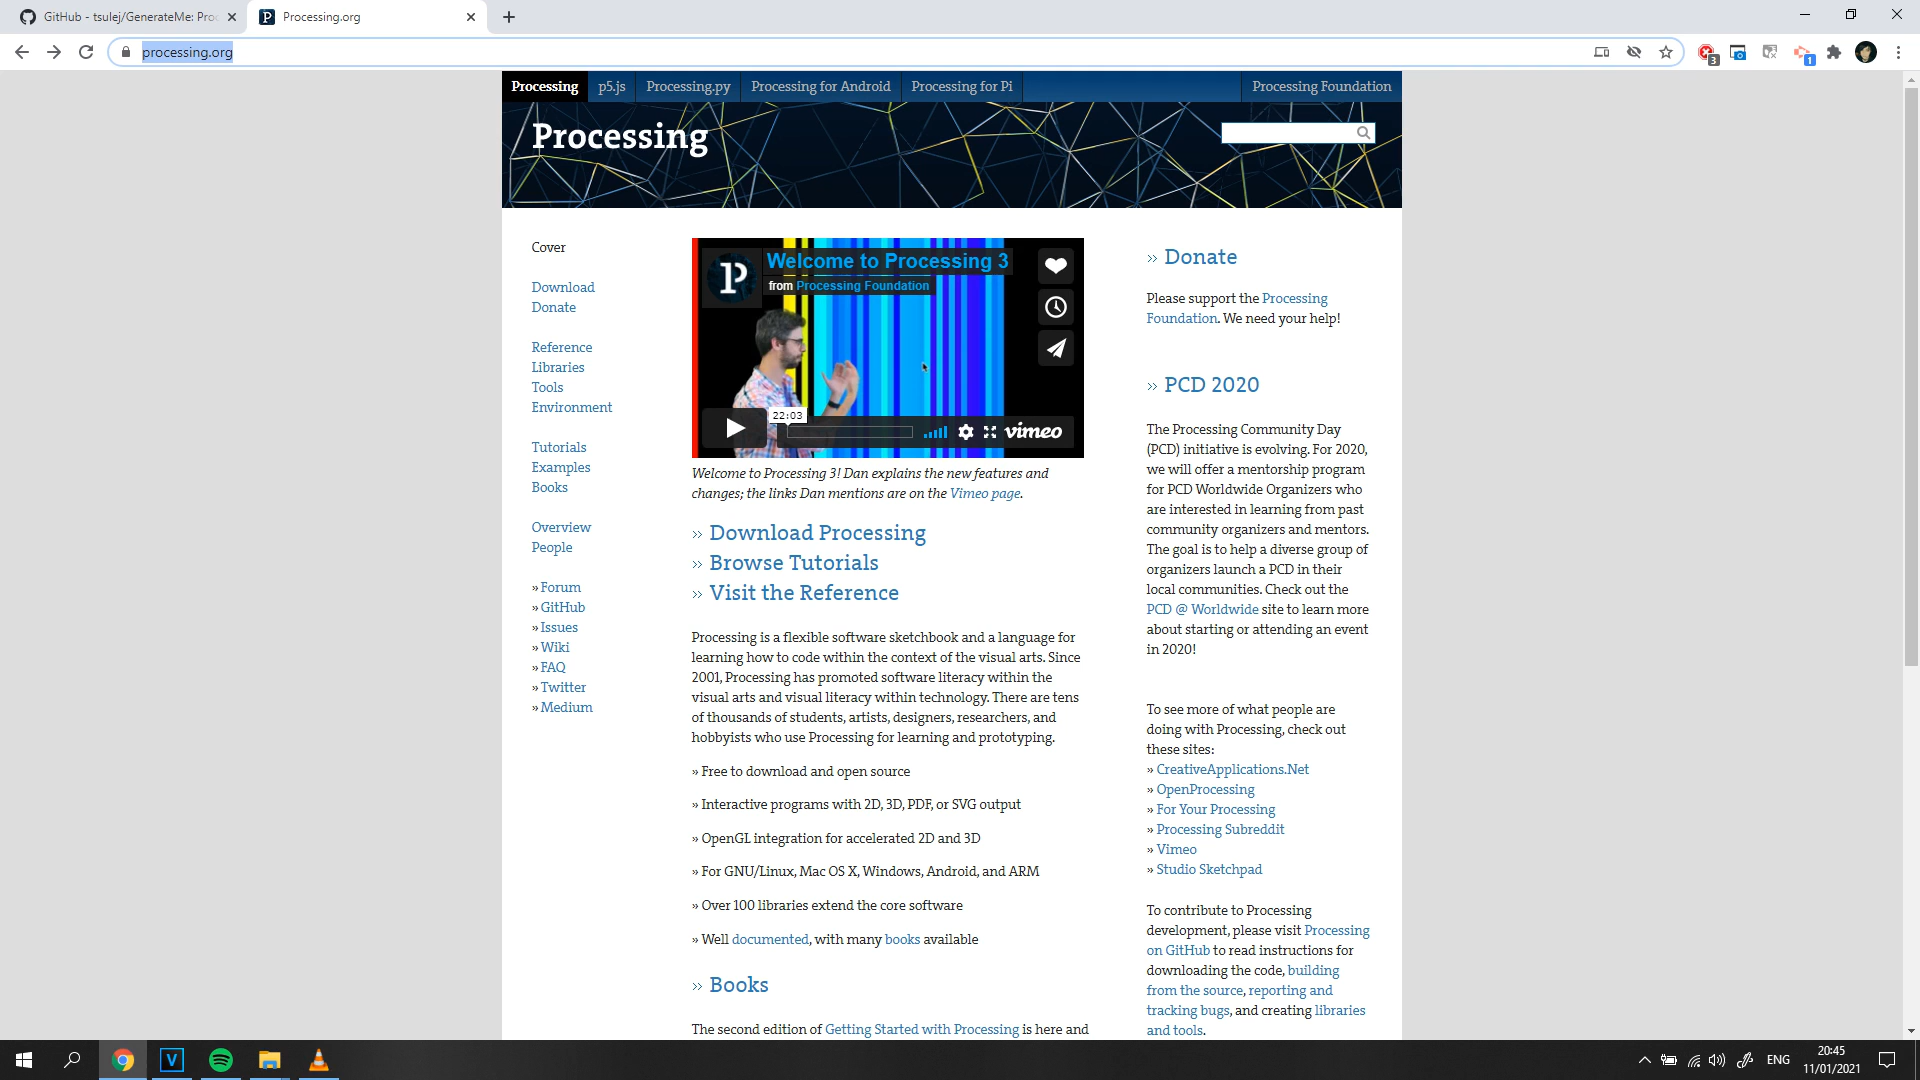 GitHub - tsulej/GenerateMe: Proc
Processing.org
processing.org
3
1
Processing
p5.js
Processing.py
Processing for Android
Processing for Pi
Processing Foundation
Processing
Cover
Download
Donate
Reference
Libraries
Tools
Environment
Tutorials
Examples
Books
Overview
People
» Forum
» GitHub
» Issues
» Wiki
» FAQ
» Twitter
» Medium
Welcome to Processing 3
from Processing Foundation
22:03
vimeo
Welcome to Processing 3! Dan explains the new features and
changes; the links Dan mentions are on the Vimeo page.
» Download Processing
» Browse Tutorials
» Visit the Reference
Processing is a flexible software sketchbook and a language for
learning how to code within the context of the visual arts. Since
2001, Processing has promoted software literacy within the
visual arts and visual literacy within technology. There are tens
of thousands of students, artists, designers, researchers, and
hobbyists who use Processing for learning and prototyping.
» Free to download and open source
» Interactive programs with 2D, 3D, PDF, or SVG output
» OpenGL integration for accelerated 2D and 3D
» For GNU/Linux, Mac OS X, Windows, Android, and ARM
» Over 100 libraries extend the core software
» Well documented, with many books available
» Books
The second edition of Getting Started with Processing is here and
» Donate
Please support the Processing
Foundation. We need your help!
» PCD 2020
The Processing Community Day
(PCD) initiative is evolving. For 2020,
we will offer a mentorship program
for PCD Worldwide Organizers who
are interested in learning from past
community organizers and mentors.
The goal is to help a diverse group of
organizers launch a PCD in their
local communities. Check out the
PCD @ Worldwide site to learn more
about starting or attending an event
in 2020!
To see more of what people are
doing with Processing, check out
these sites:
» CreativeApplications.Net
» OpenProcessing
» For Your Processing
» Processing Subreddit
» Vimeo
» Studio Sketchpad
To contribute to Processing
development, please visit Processing
on GitHub to read instructions for
downloading the code, building
from the source, reporting and
tracking bugs, and creating libraries
and tools.
ENG
20:45
11/01/2021